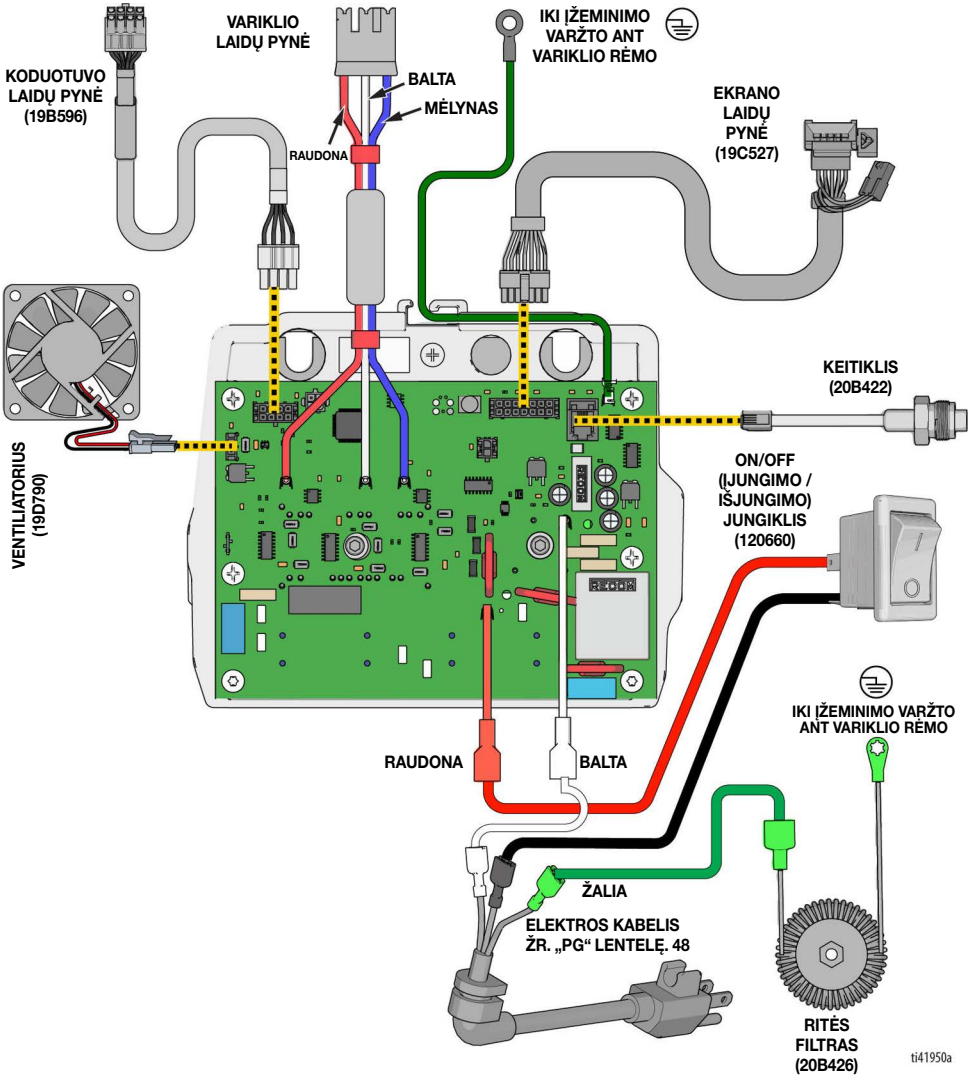 KODUOTUVO
LAIDŲ PYNĖ
(19B596)
VARIKLIO
LAIDŲ PYNĖ
BALTA
MĖLYNAS
RAUDONA
IKI ĮŽEMINIMO
VARŽTO ANT
VARIKLIO RĖMO
EKRANO
LAIDŲ
PYNĖ
(19C527)
VENTILIATORIUS
(19D790)
KEITIKLIS
(20B422)
ON/OFF
(ĮJUNGIMO /
IŠJUNGIMO)
JUNGIKLIS
(120660)
IKI ĮŽEMINIMO VARŽTO
ANT VARIKLIO RĖMO
RAUDONA
BALTA
ŽALIA
ELEKTROS KABELIS
ŽR. „PG“ LENTELĘ. 48
RITĖS
FILTRAS
(20B426)
ti41950a